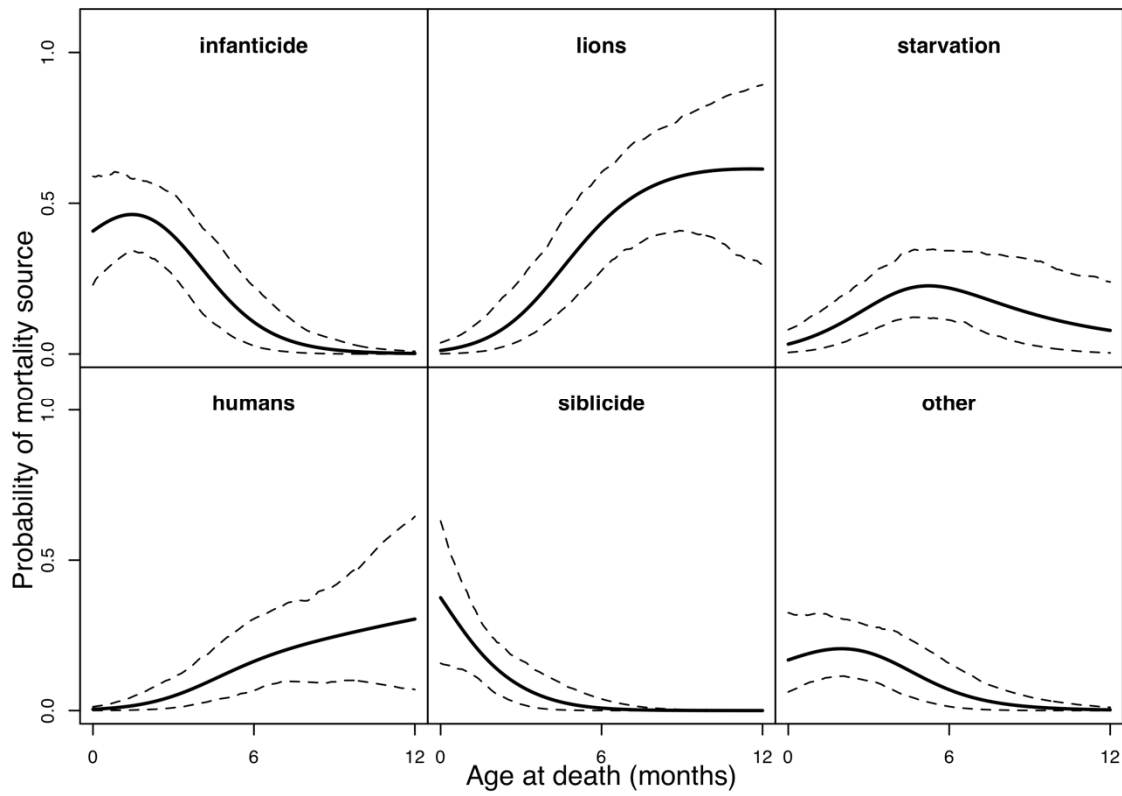 infanticide lions starvation
1.0
0.5
0.0
humans siblicide other
1.0
0.5
0.0
0 6 12 0 6 12 0 6 12
Probability of mortality source
Age at death (months)